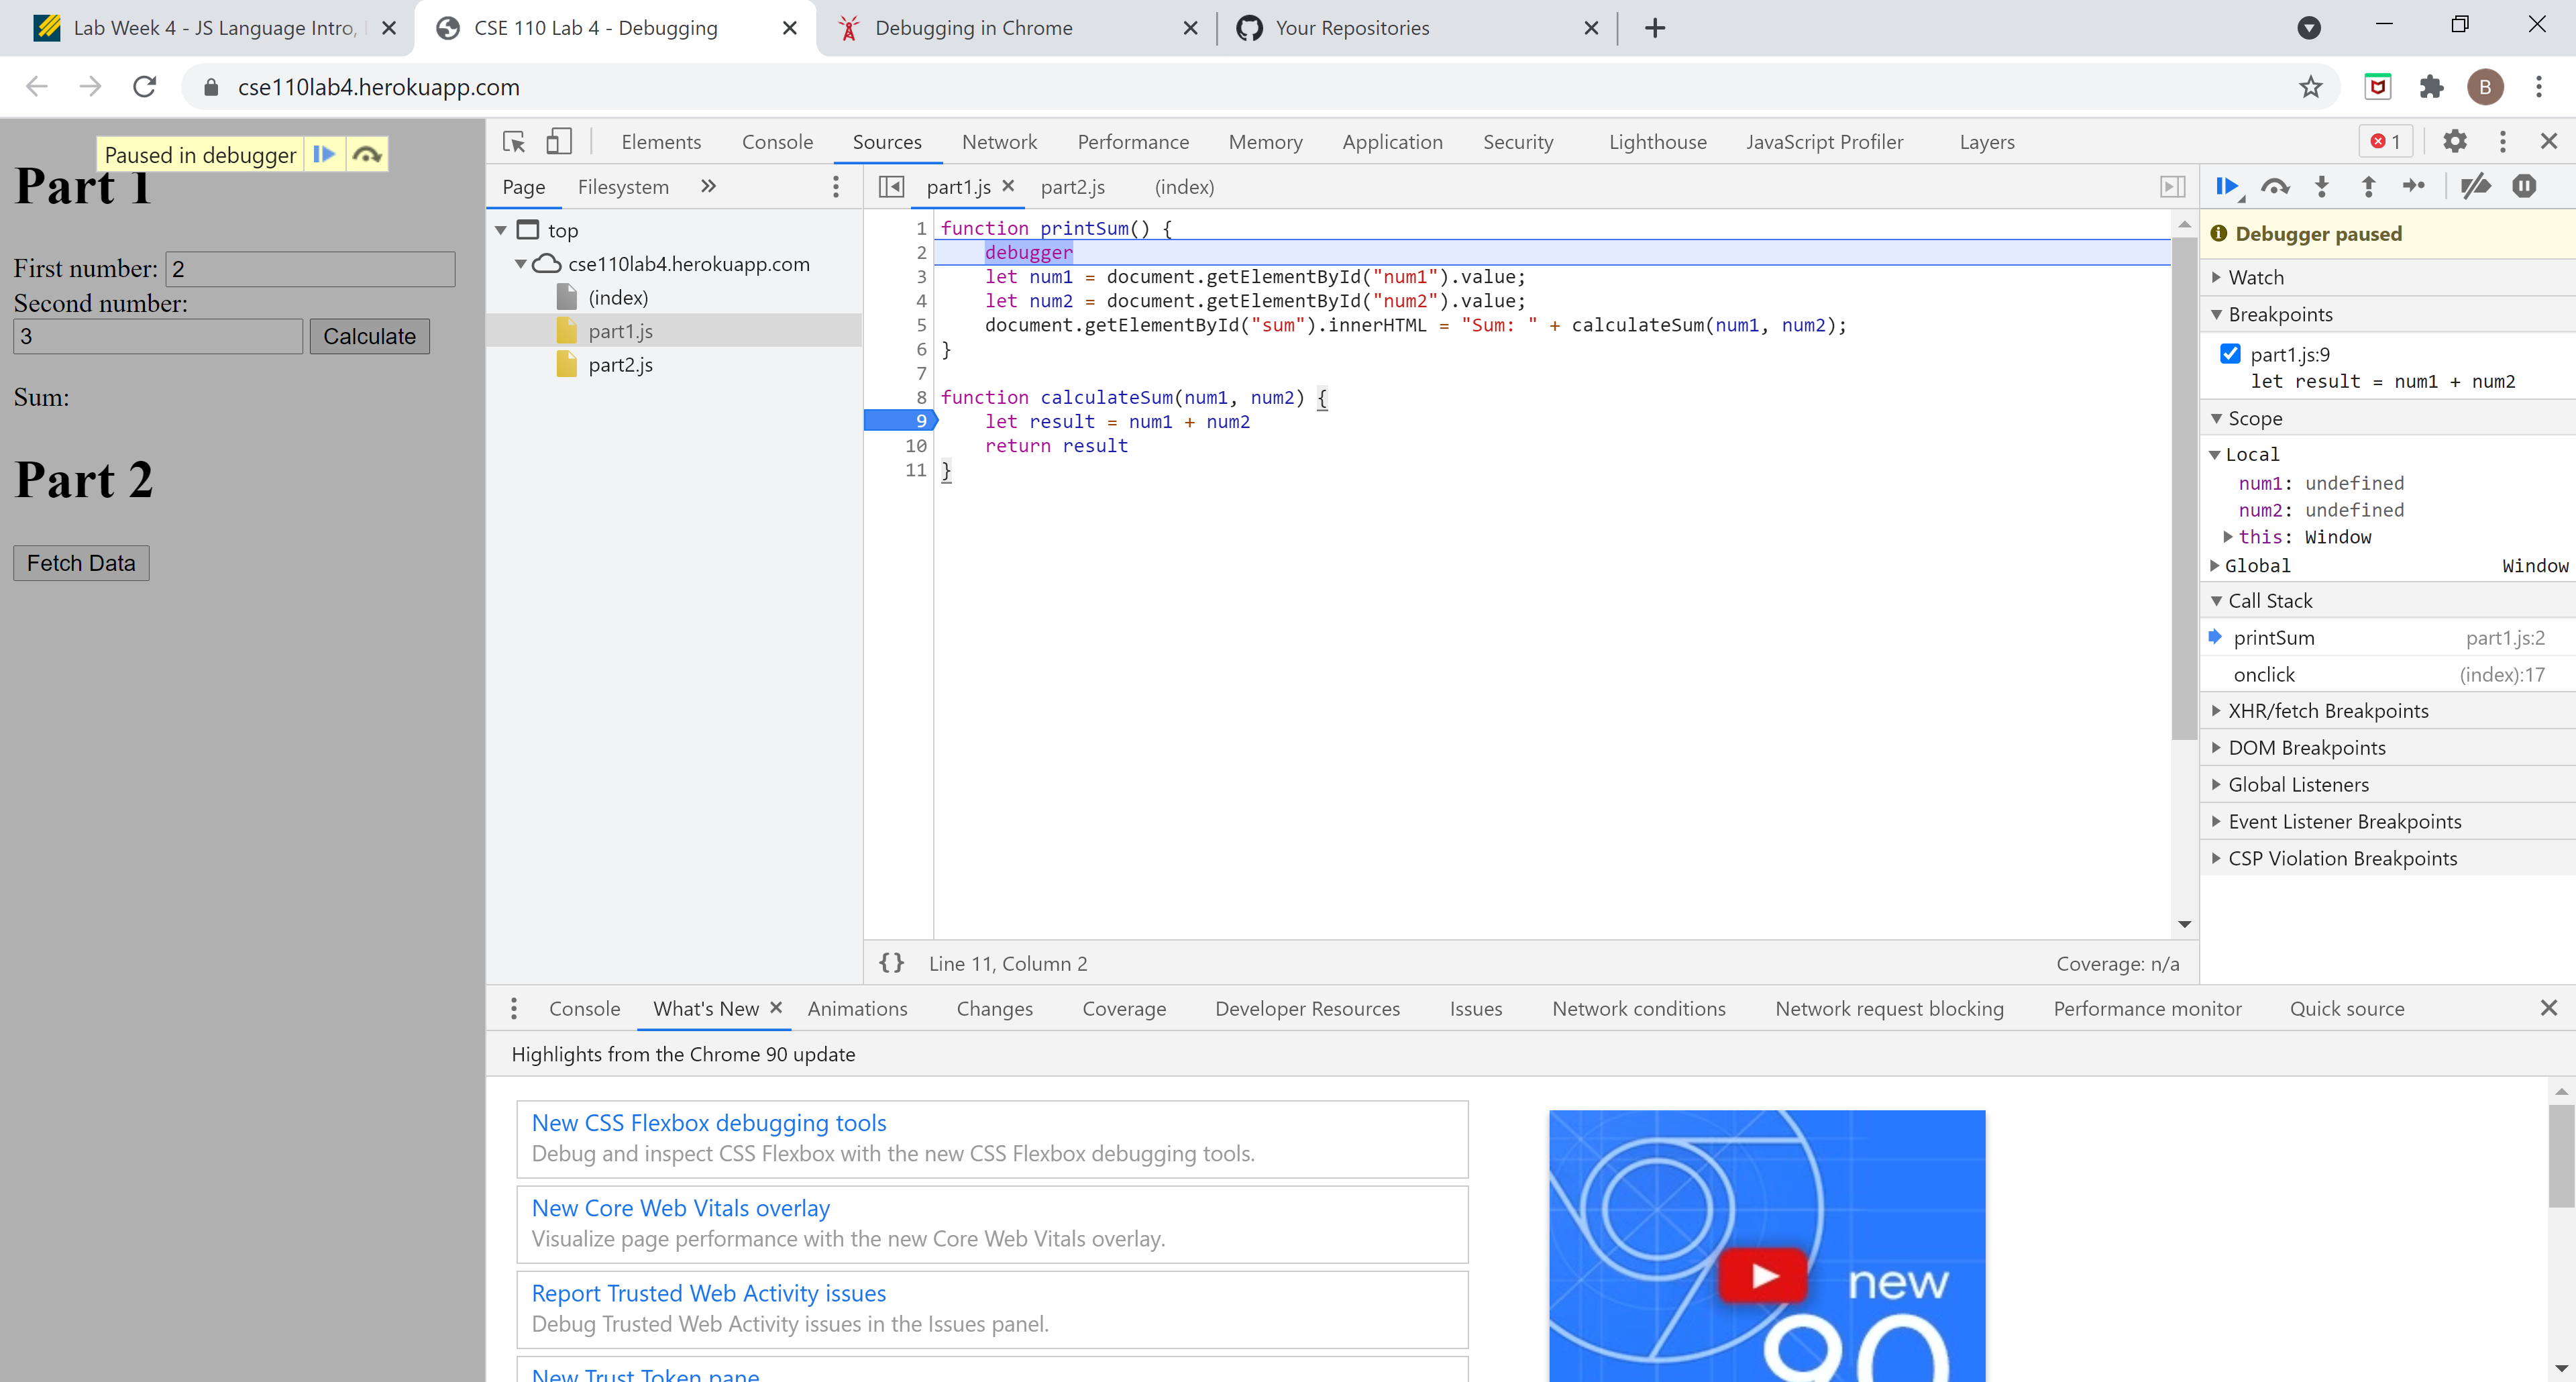 Lab Week 4 - JS Language Intro,
CSE 110 Lab 4 - Debugging
Debugging in Chrome
Your Repositories
cse110lab4.herokuapp.com
B
Paused in debugger
Part 1
First number: 2
Second number:
3 Calculate
Sum:
Part 2
Fetch Data
Elements Console Sources Network Performance Memory Application Security Lighthouse JavaScript Profiler Layers 1
Page Filesystem
top
cse110lab4.herokuapp.com
(index)
part1.js
part2.js
part1.js part2.js (index)
1 function printSum() {
2 debugger
3 let num1 = document.getElementById("num1").value;
4 let num2 = document.getElementById("num2").value;
5 document.getElementById("sum").innerHTML = "Sum: " + calculateSum(num1, num2);
6 }
7
8 function calculateSum(num1, num2) {
9 let result = num1 + num2
10 return result
11 }
{} Line 11, Column 2 Coverage: n/a
Debugger paused
Watch
Breakpoints
part1.js:9
let result = num1 + num2
Scope
Local
num1: undefined
num2: undefined
this: Window
Global Window
Call Stack
printSum part1.js:2
onclick (index):17
XHR/fetch Breakpoints
DOM Breakpoints
Global Listeners
Event Listener Breakpoints
CSP Violation Breakpoints
Console What's New Animations Changes Coverage Developer Resources Issues Network conditions Network request blocking Performance monitor Quick source
Highlights from the Chrome 90 update
New CSS Flexbox debugging tools
Debug and inspect CSS Flexbox with the new CSS Flexbox debugging tools.
New Core Web Vitals overlay
Visualize page performance with the new Core Web Vitals overlay.
Report Trusted Web Activity issues
Debug Trusted Web Activity issues in the Issues panel.
New Trust Token pane
new
90